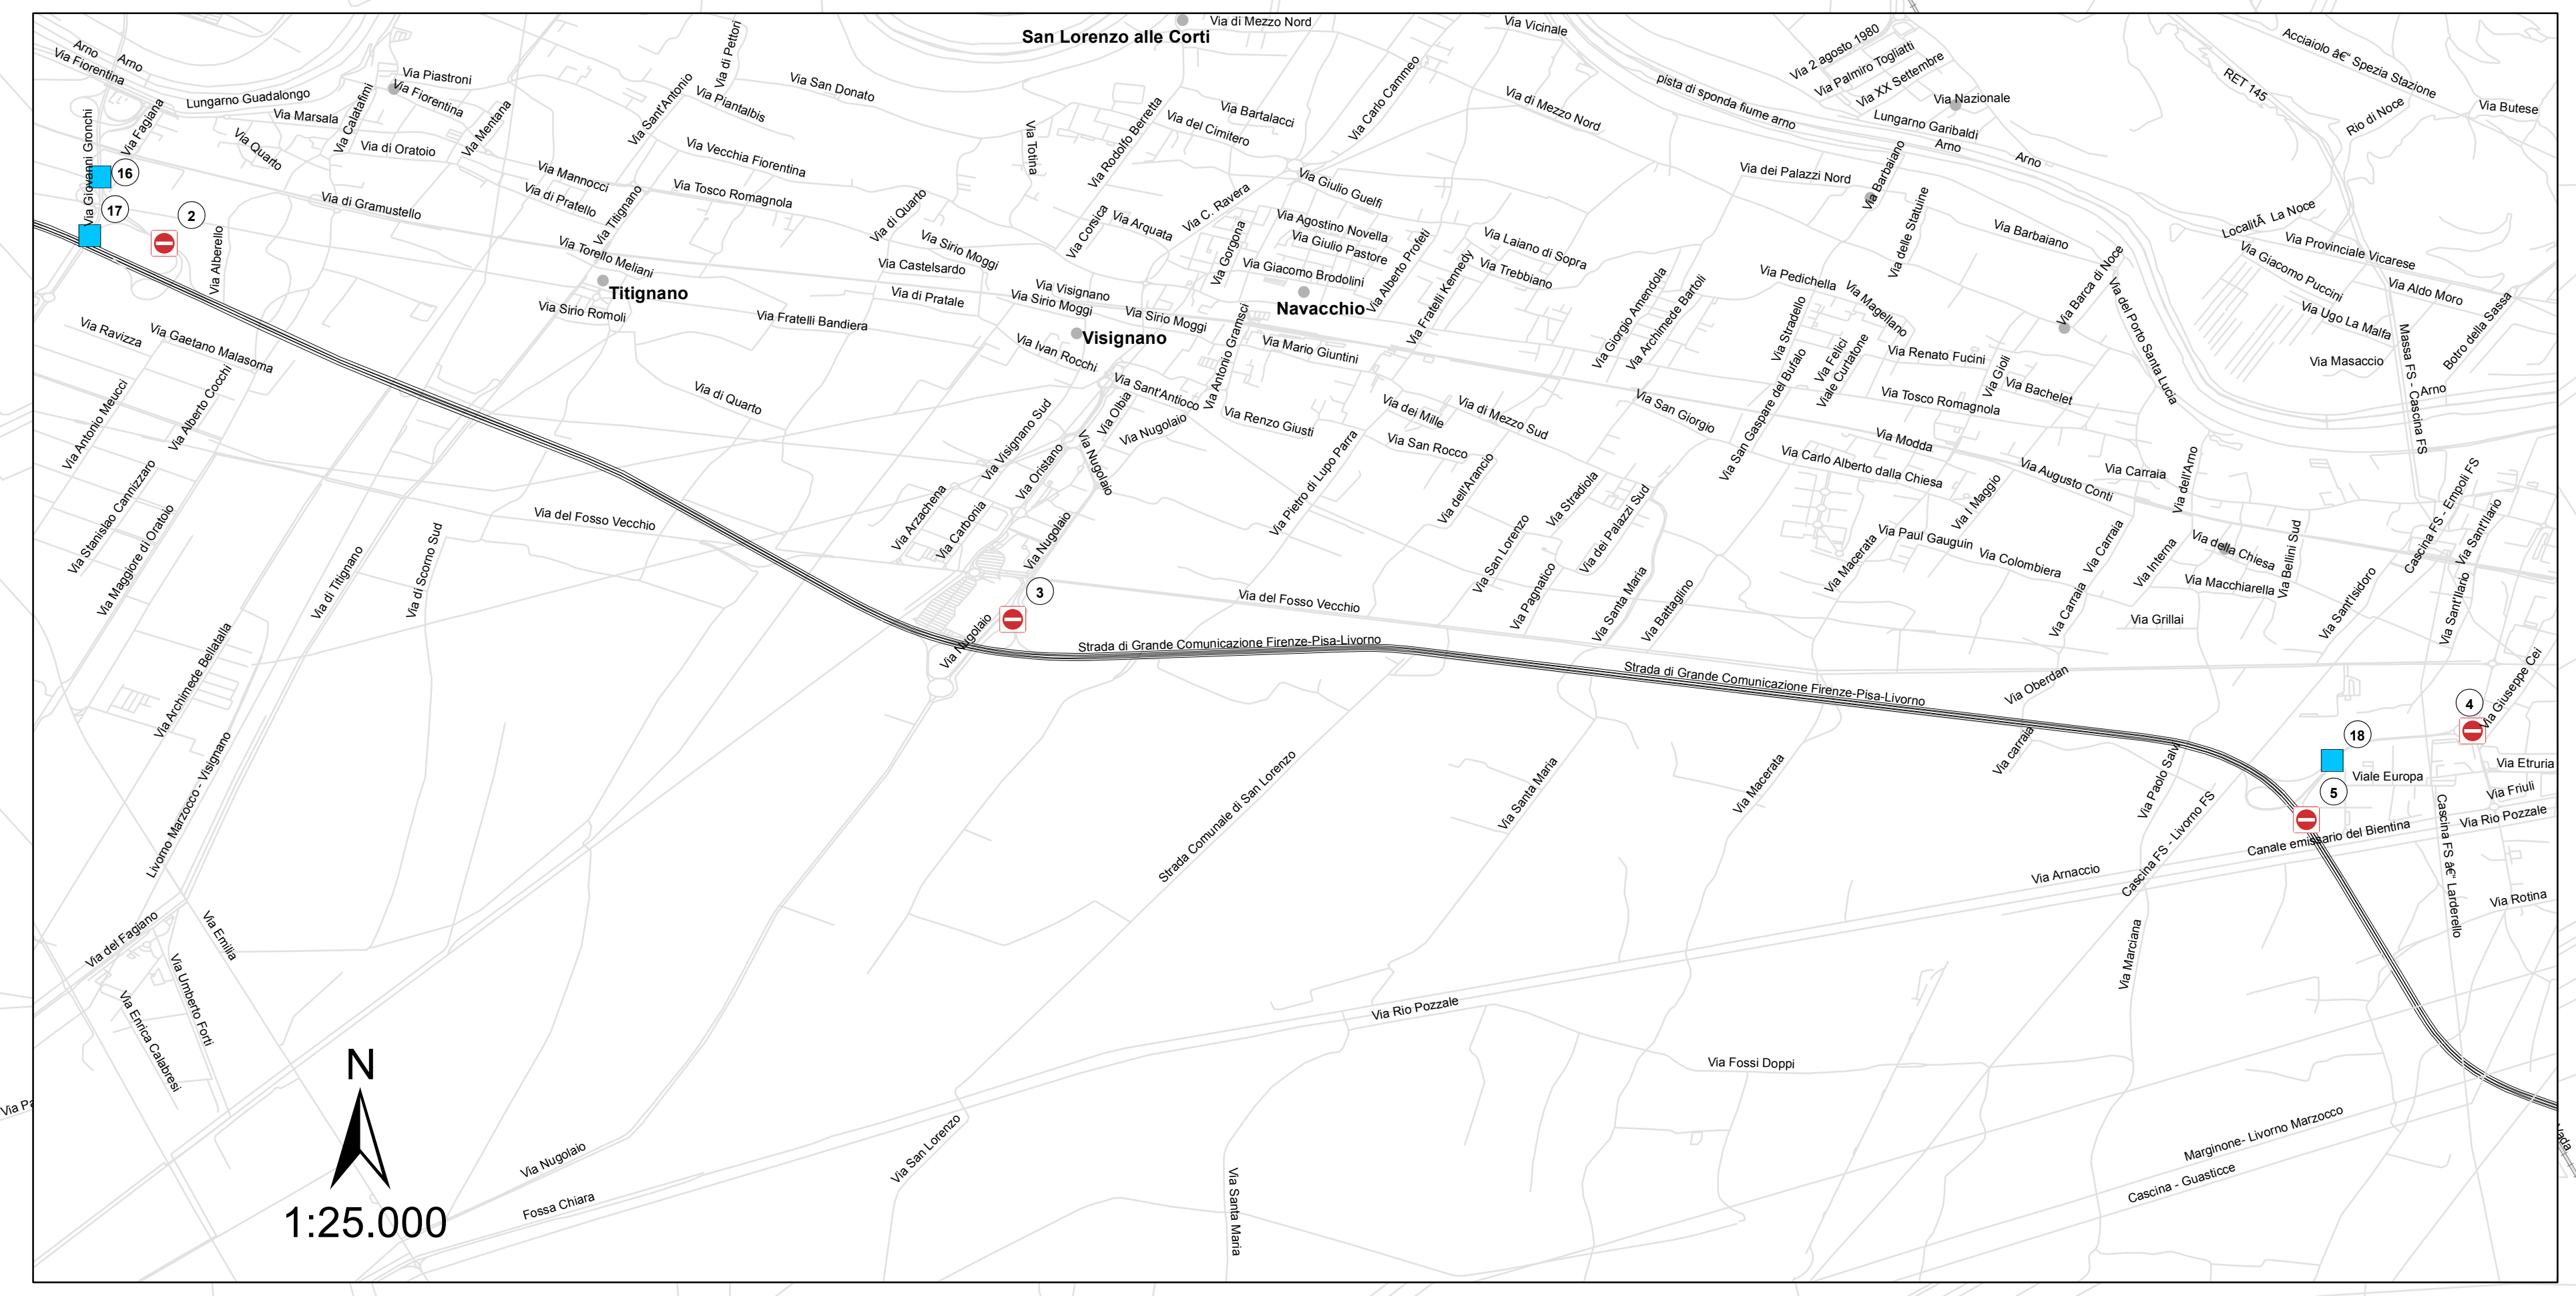 San Lorenzo alle Corti
Via di Mezzo Nord
Via Vicinale
Via 2 agosto 1980
Via Palmiro Togliatti
Via XX Settembre
Acciaiolo â€“ Spezia Stazione
RET 145
Via Butese
Rio di Noce
Arno
Arno
Via Fiorentina
Via Piastroni
Via Fiorentina
Lungarno Guadalongo
Via Marsala
Via Calatafimi
Via Mentana
Via di Pettori
Via Sant'Antonio
Via Piantalbis
Via San Donato
Via Carlo Cammeo
Via Bartalacci
Via del Cimitero
Via Rodolfo Berretta
Via Totina
Via di Mezzo Nord
pista di sponda fiume arno
Via Nazionale
Lungarno Garibaldi
Arno
Arno
Via Giovanni Gronchi
Via Fagiana
Via Quarto
Via di Oratoio
Via Vecchia Fiorentina
Via Mannocci
Via di Pratello
Via Tosco Romagnola
Via Titignano
Via di Gramustello
16
17
2
Via Alberello
Via Torello Meliani
Titignano
Via Sirio Romoli
Via Fratelli Bandiera
Via di Quarto
Via Sirio Moggi
Via Castelsardo
Via di Pratale
Via Corsica
Via Arquata
Via C. Ravera
Via Giulio Guelfi
Via Agostino Novella
Via Giulio Pastore
Via Giacomo Brodolini
Via Gorgona
Via Alberto Profeti
Via Fratelli Kennedy
Via Laiano di Sopra
Via Trebbiano
Navacchio
Via Visignano
Via Sirio Moggi
Via Sirio Moggi
Visignano
Via Ivan Rocchi
Via Antonio Gramsci
Via Mario Giuntini
Via dei Palazzi Nord
Via Barbaiano
Via delle Statuine
Via Barbaiano
Via Barca di Noce
Via del Porto Santa Lucia
LocalitÃ La Noce
Via Provinciale Vicarese
Via Giacomo Puccini
Via Aldo Moro
Via Ugo La Malfa
Via Masaccio
Botro della Sassa
Massa FS - Cascina FS
Arno
Via Pedichella
Via Magellano
Via Stradello
Via Giorgio Amendola
Via Archimede Bartoli
Via Felici
Viale Curtatone
Via Renato Fucini
Via Gioli
Via Bachelet
Via Tosco Romagnola
Via San Gaspare del Bufalo
Via San Giorgio
Via Modda
Via Carlo Alberto dalla Chiesa
Via Augusto Conti
Via Carraia
Via dell'Arno
Via I Maggio
Via Ravizza
Via Gaetano Malasoma
Via Antonio Meucci
Via Alberto Cocchi
Via Stanislao Cannizzaro
Via Maggiore di Oratoio
Via di Quarto
Via Sant'Antioco
Via Olbia
Via Nugolaio
Via Renzo Giusti
Via dei Mille
Via di Mezzo Sud
Via San Rocco
Via Pietro di Lupo Parra
Via dell'Arancio
Via Visignano Sud
Via Oristano
Via Nugolaio
Via Arzachena
Via Carbonia
Via Nugolaio
Via del Fosso Vecchio
Via di Titignano
Via di Scorno Sud
Via Stradiola
Via dei Palazzi Sud
Via San Lorenzo
Via Pagnatico
Via Santa Maria
Via Battaglino
Via Macerata
Via Paul Gauguin
Via Colombiera
Via Carraia
Via Carraia
Via Interna
Via della Chiesa
Via Bellini Sud
Via Macchiarella
Via Grillai
Via Sant'Isidoro
Cascina FS - Empoli FS
Via Sant'Ilario
Via Sant'Ilario
3
Via del Fosso Vecchio
Via Nugolaio
Strada di Grande Comunicazione Firenze-Pisa-Livorno
Strada di Grande Comunicazione Firenze-Pisa-Livorno
Via Oberdan
Via Giuseppe Cei
4
18
5
Via Etruria
Viale Europa
Via Friuli
Via Rio Pozzale
Canale emissario del Bientina
Via carraia
Via Paolo Salvi
Cascina FS - Livorno FS
Cascina FS â€“ Larderello
Via Archimede Bellatalla
Livorno Marzocco - Visignano
Strada Comunale di San Lorenzo
Via Santa Maria
Via Macerata
Via Arnaccio
Via Rotina
Via Marciana
Via del Fagiano
Via Emilia
Via Umberto Forti
Via Enrica Calabresi
Via Rio Pozzale
Via Fossi Doppi
N
1:25.000
Via Nugolaio
Fossa Chiara
Via San Lorenzo
Via Santa Maria
Marginone- Livorno Marzocco
Cascina - Guasticce